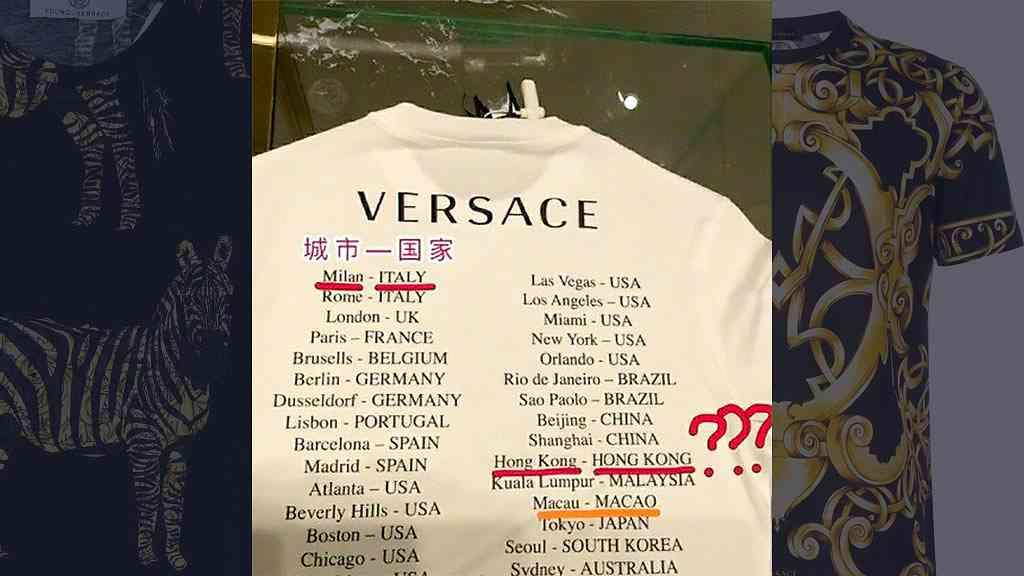 YOUNG VERSACE
VERSACE
城市—国家
Milan - ITALY
Rome - ITALY
London - UK
Paris – FRANCE
Brusells - BELGIUM
Berlin - GERMANY
Dusseldorf - GERMANY
Lisbon - PORTUGAL
Barcelona – SPAIN
Madrid - SPAIN
Atlanta – USA
Beverly Hills - USA
Boston – USA
Chicago - USA
Las Vegas - USA
Los Angeles – USA
Miami - USA
New York – USA
Orlando - USA
Rio de Janeiro – BRAZIL
Sao Paolo – BRAZIL
Beijing - CHINA
Shanghai - CHINA
Hong Kong - HONG KONG
???
Kuala Lumpur - MALAYSIA
Macau - MACAO
Tokyo - JAPAN
Seoul - SOUTH KOREA
Sydney - AUSTRALIA